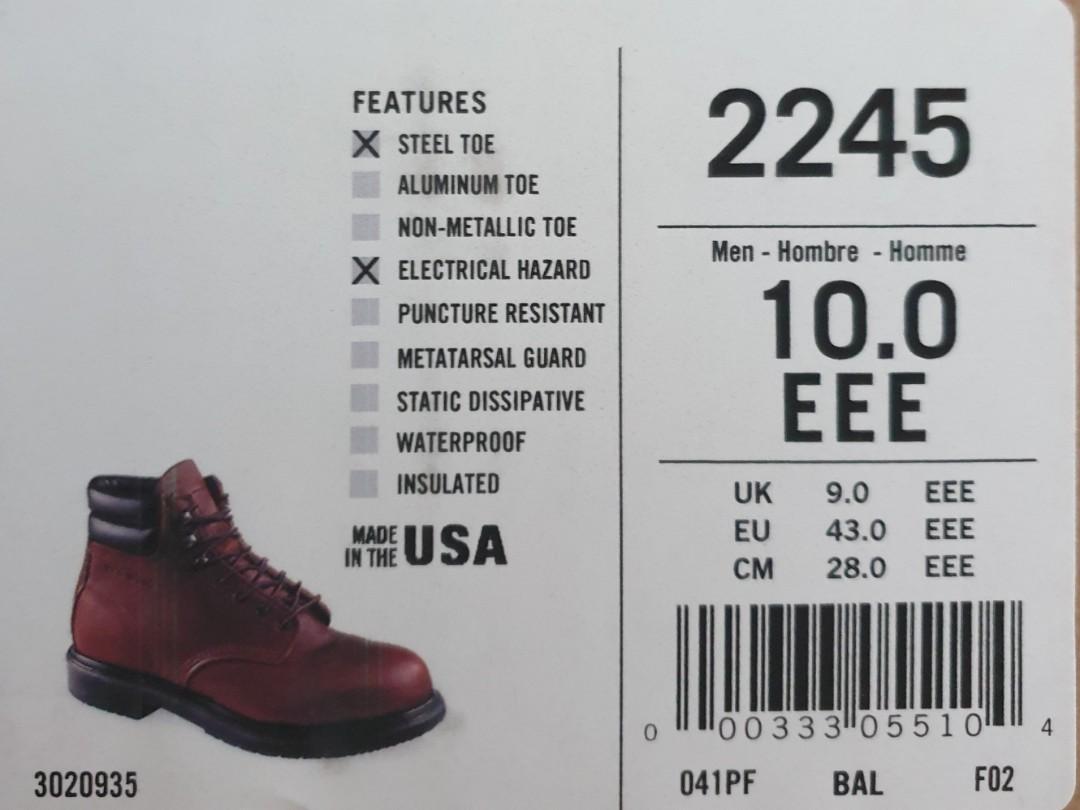 FEATURES
STEEL TOE
ALUMINUM TOE
NON-METALLIC TOE
ELECTRICAL HAZARD
PUNCTURE RESISTANT
METATARSAL GUARD
STATIC DISSIPATIVE
WATERPROOF
INSULATED
MADE IN THE USA
3020935
2245
Men - Hombre - Homme
10.0
EEE
UK 9.0 EEE
EU 43.0 EEE
CM 28.0 EEE
0 00333 05510 4
041PF BAL F02